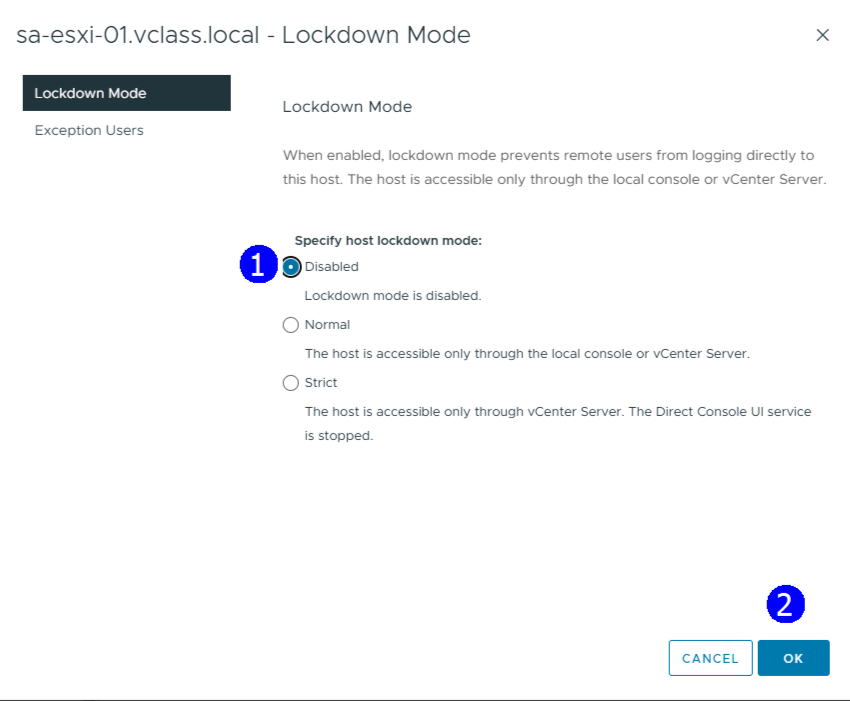 sa-esxi-01.vclass.local - Lockdown Mode
Lockdown Mode
Exception Users
Lockdown Mode
When enabled, lockdown mode prevents remote users from logging directly to
this host. The host is accessible only through the local console or vCenter Server.
Specify host lockdown mode:
1
Disabled
Lockdown mode is disabled.
Normal
The host is accessible only through the local console or vCenter Server.
Strict
The host is accessible only through vCenter Server. The Direct Console UI service
is stopped.
2
CANCEL OK